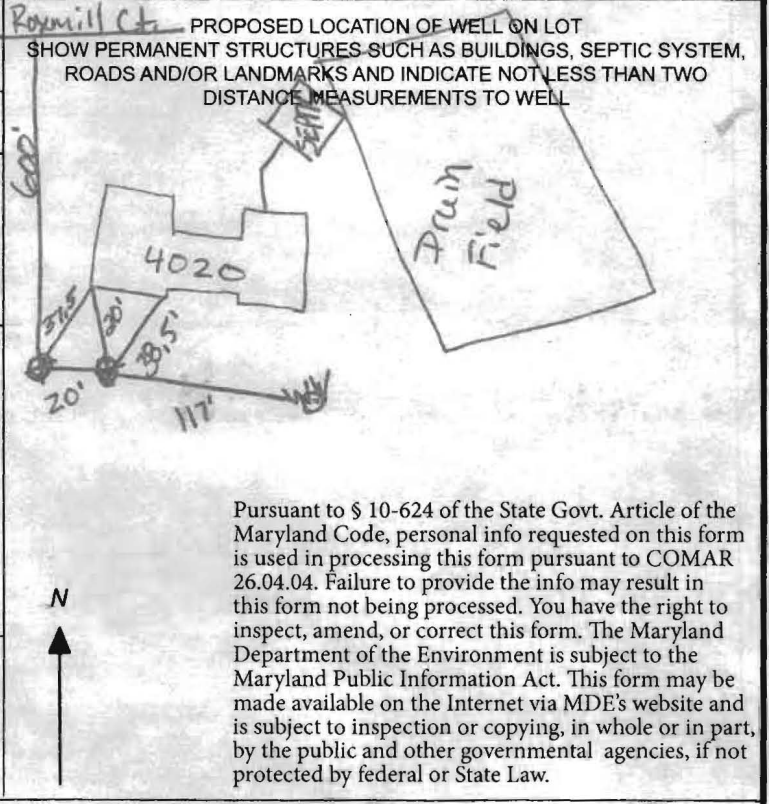 Roxmill Ct.
PROPOSED LOCATION OF WELL ON LOT
SHOW PERMANENT STRUCTURES SUCH AS BUILDINGS, SEPTIC SYSTEM,
ROADS AND/OR LANDMARKS AND INDICATE NOT LESS THAN TWO
DISTANCE MEASUREMENTS TO WELL
600'
SEPTIC
Drain
Field
4020
37,5
30'
38,5'
20'
117'
N
Pursuant to § 10-624 of the State Govt. Article of the
Maryland Code, personal info requested on this form
is used in processing this form pursuant to COMAR
26.04.04. Failure to provide the info may result in
this form not being processed. You have the right to
inspect, amend, or correct this form. The Maryland
Department of the Environment is subject to the
Maryland Public Information Act. This form may be
made available on the Internet via MDE's website and
is subject to inspection or copying, in whole or in part,
by the public and other governmental agencies, if not
protected by federal or State Law.